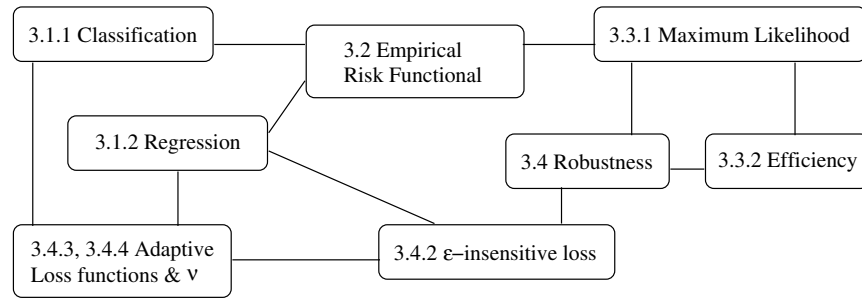 3.1.1 Classification
3.2 Empirical
Risk Functional
3.3.1 Maximum Likelihood
3.1.2 Regression
3.4 Robustness
3.3.2 Efficiency
3.4.3, 3.4.4 Adaptive
Loss functions & ν
3.4.2 ε−insensitive loss